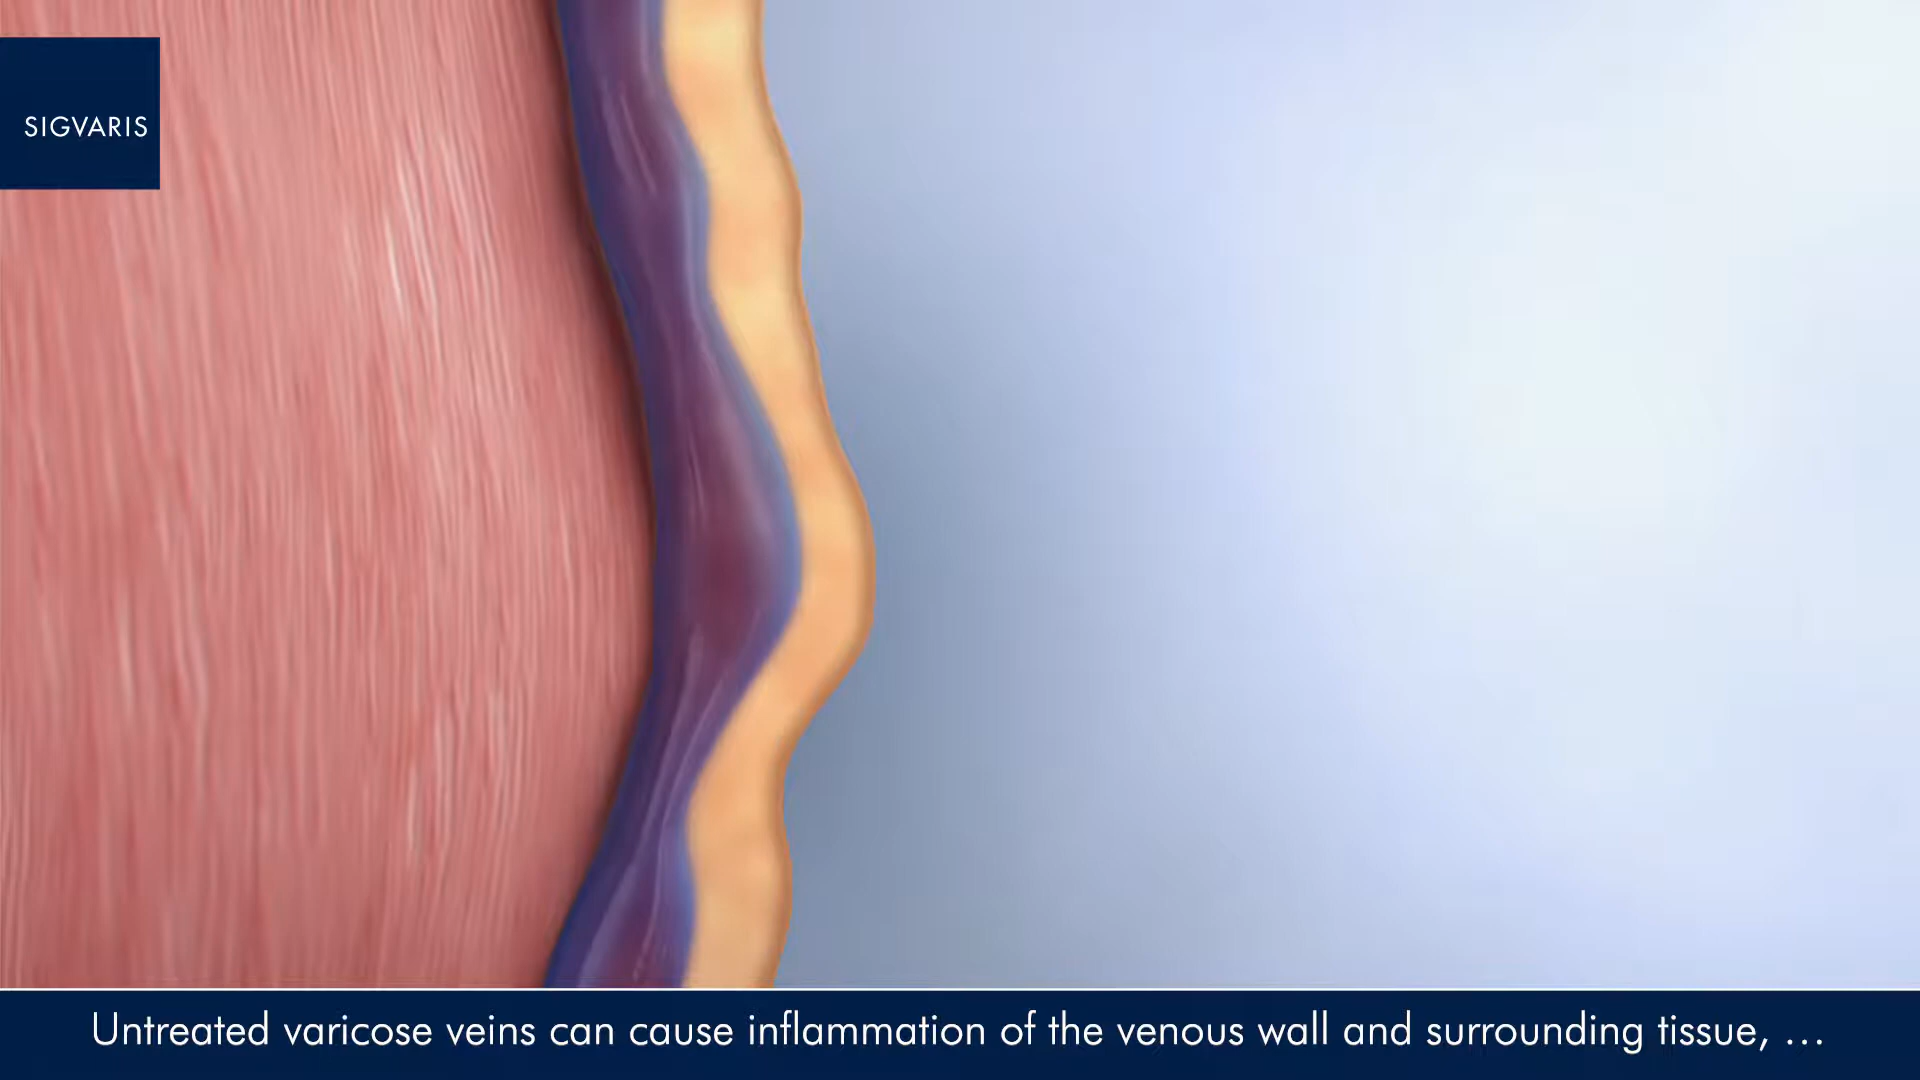 SIGVARIS
Untreated varicose veins can cause inflammation of the venous wall and surrounding tissue, ...